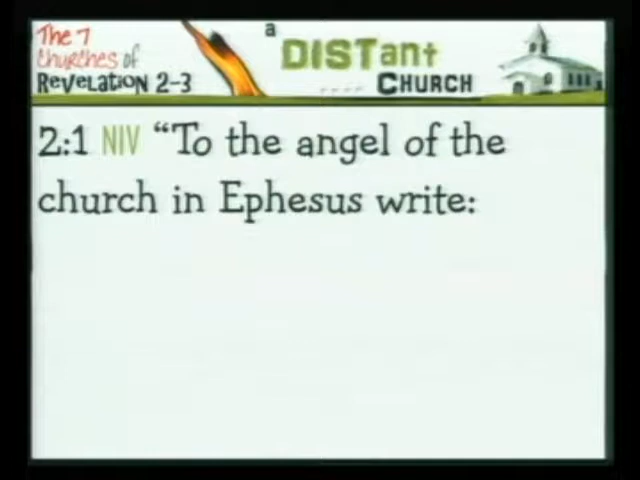 The 7
Churches of
Revelation 2-3
a
DISTant
.... CHURCH
2:1 NIV “To the angel of the
church in Ephesus write: